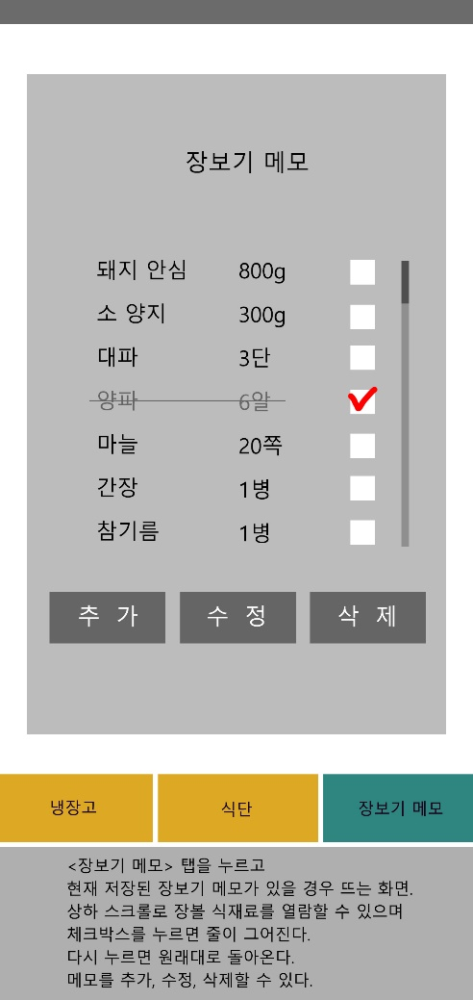 장보기 메모
돼지 안심 800g
소 양지 300g
대파 3단
양파 6알
마늘 20쪽
간장 1병
참기름 1병
추 가 수 정 삭 제
냉장고 식단 장보기 메모
<장보기 메모> 탭을 누르고
현재 저장된 장보기 메모가 있을 경우 뜨는 화면.
상하 스크롤로 장볼 식재료를 열람할 수 있으며
체크박스를 누르면 줄이 그어진다.
다시 누르면 원래대로 돌아온다.
메모를 추가, 수정, 삭제할 수 있다.